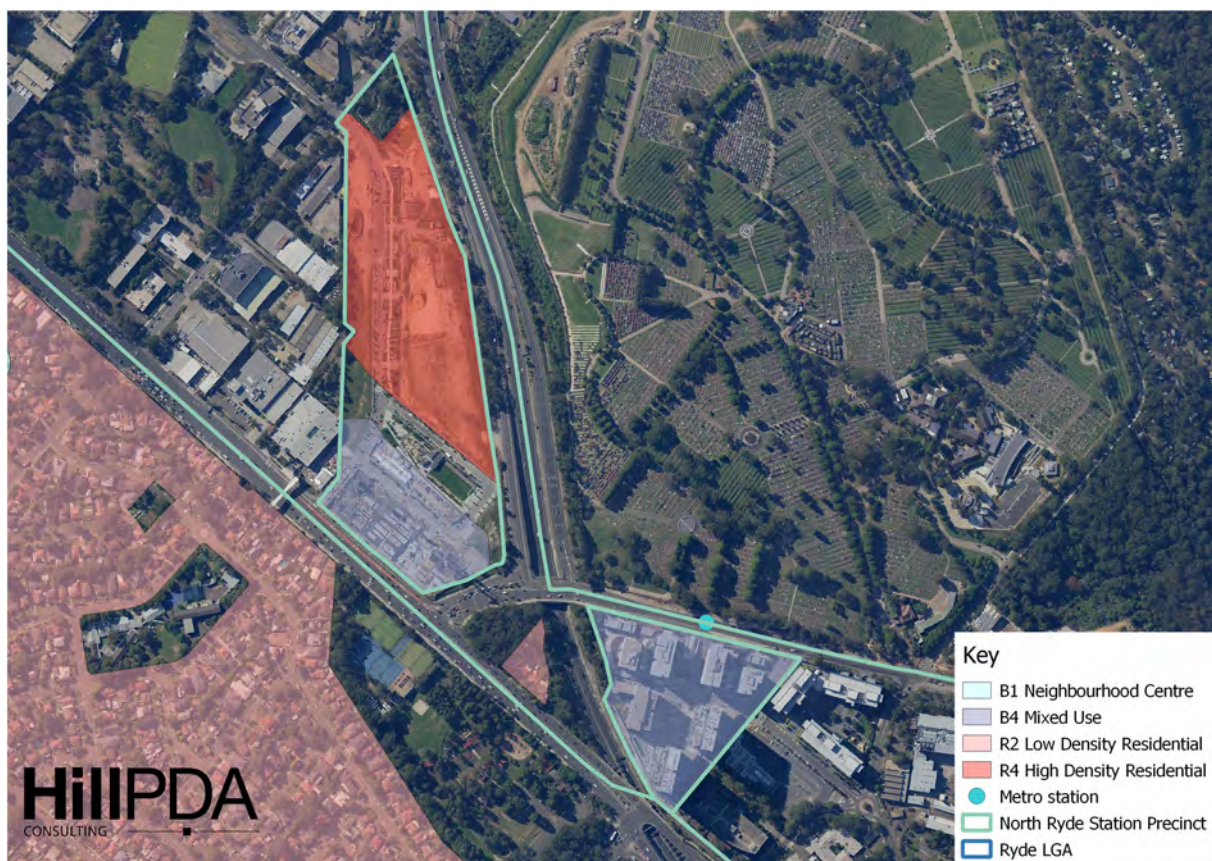 Key
B1 Neighbourhood Centre
B4 Mixed Use
R2 Low Density Residential
R4 High Density Residential
Metro station
North Ryde Station Precinct
Ryde LGA
HillPDA
CONSULTING